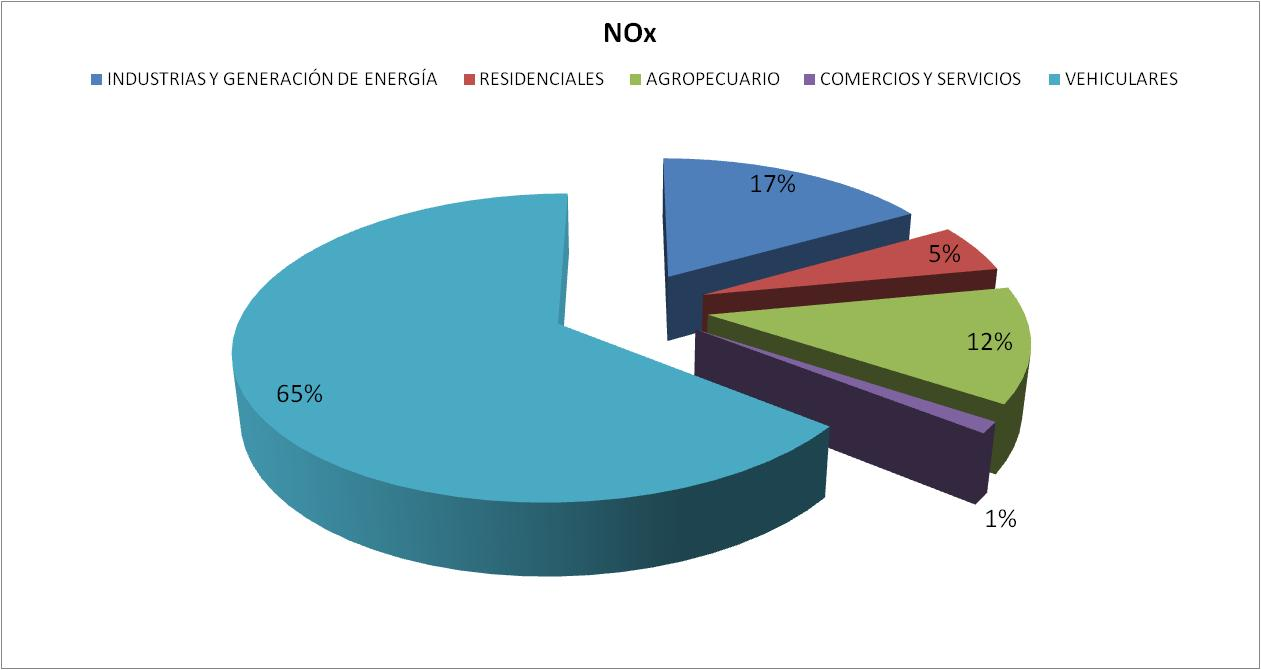 NOx
INDUSTRIAS Y GENERACIÓN DE ENERGÍA RESIDENCIALES AGROPECUARIO COMERCIOS Y SERVICIOS VEHICULARES
17%
5%
12%
65%
1%